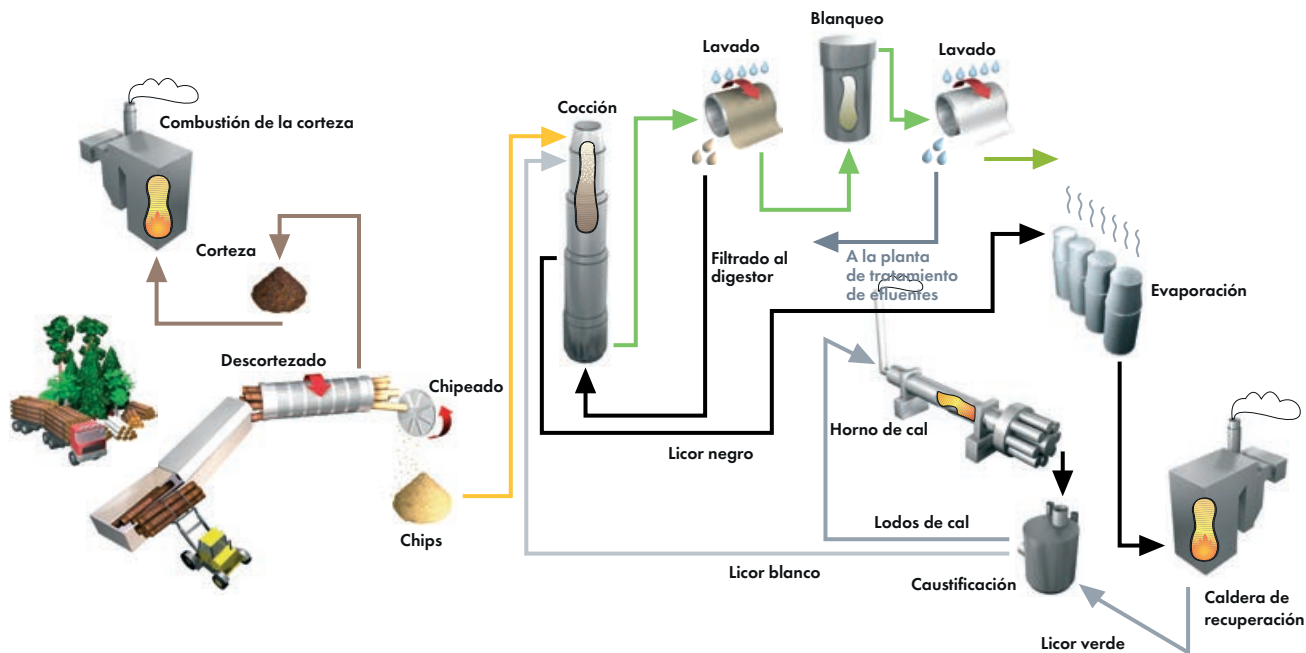 Blanqueo
Lavado
Lavado
Cocción
Combustión de la corteza
Corteza
Filtrado al
digestor
A la planta
de tratamiento
de efluentes
Evaporación
Descortezado
Chipeado
Horno de cal
Licor negro
Chips
Lodos de cal
Licor blanco
Caustificación
Caldera de
recuperación
Licor verde